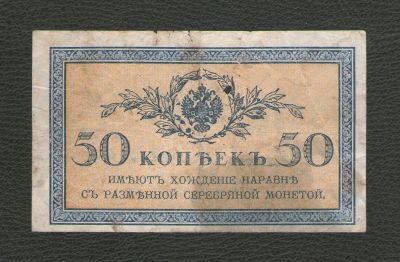 50 КОПѢЕКЪ 50
ИМѢЮТЪ ХОЖДЕНІЕ НАРАВНѢ
СЪ РАЗМѢННОЙ СЕРЕБРЯНОЙ МОНЕТОЙ.